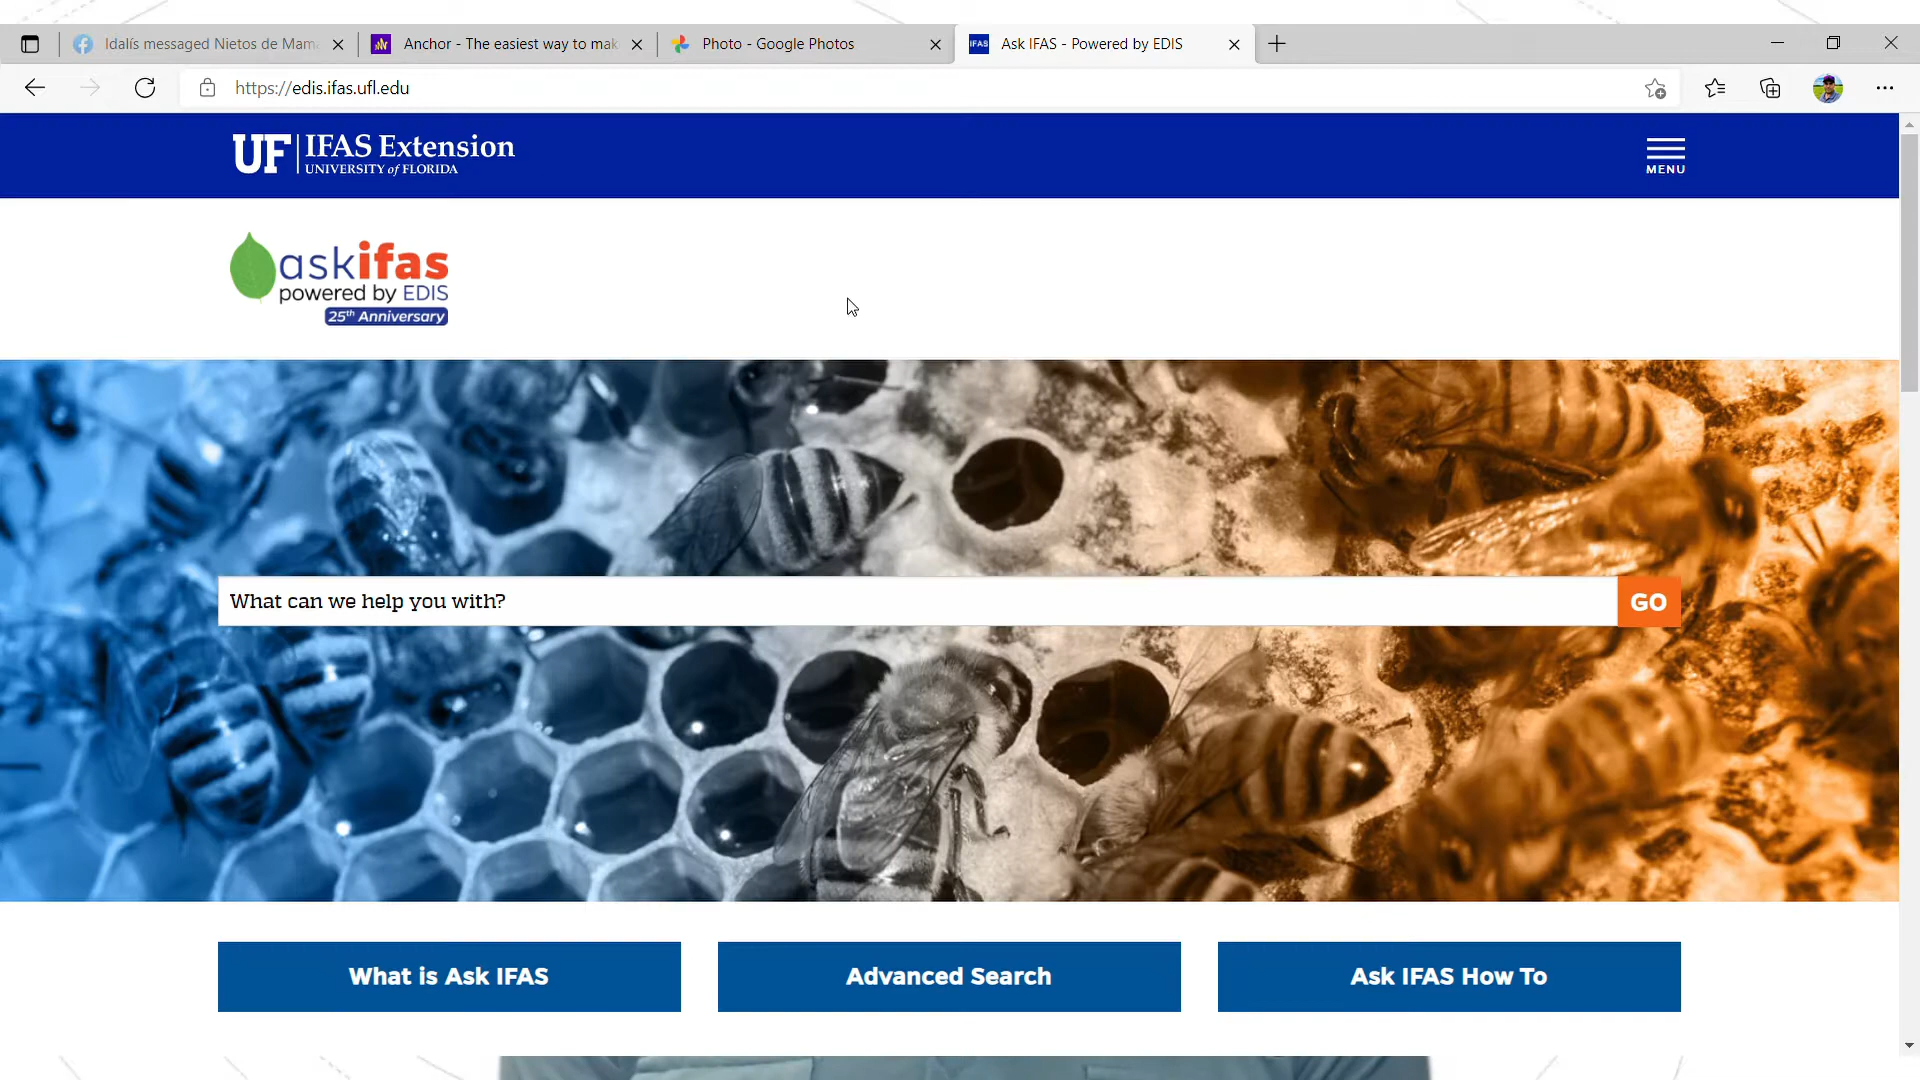 Idalís messaged Nietos de Mam
Anchor - The easiest way to mak
Photo - Google Photos
IFAS
Ask IFAS - Powered by EDIS
https://edis.ifas.ufl.edu
UF | IFAS Extension
UNIVERSITY of FLORIDA
MENU
askifas
powered by EDIS
25th Anniversary
What can we help you with?
GO
What is Ask IFAS
Advanced Search
Ask IFAS How To